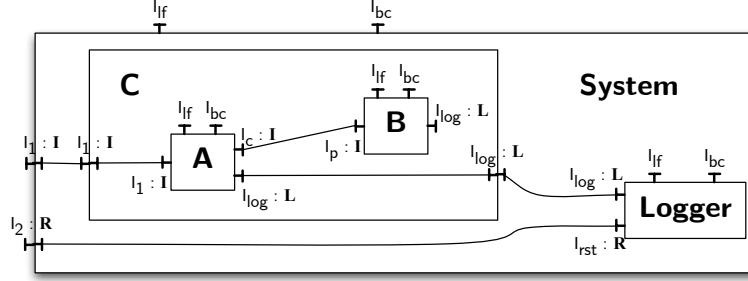 I_lf I_bc
C System
I_lf I_bc
I_lf I_bc
B
I_log : L
I_1 : I I_1 : I
I_c : I
I_p : I
A
I_1 : I
I_log : L
I_log : L
I_log : L
I_lf I_bc
Logger
I_2 : R
I_rst : R